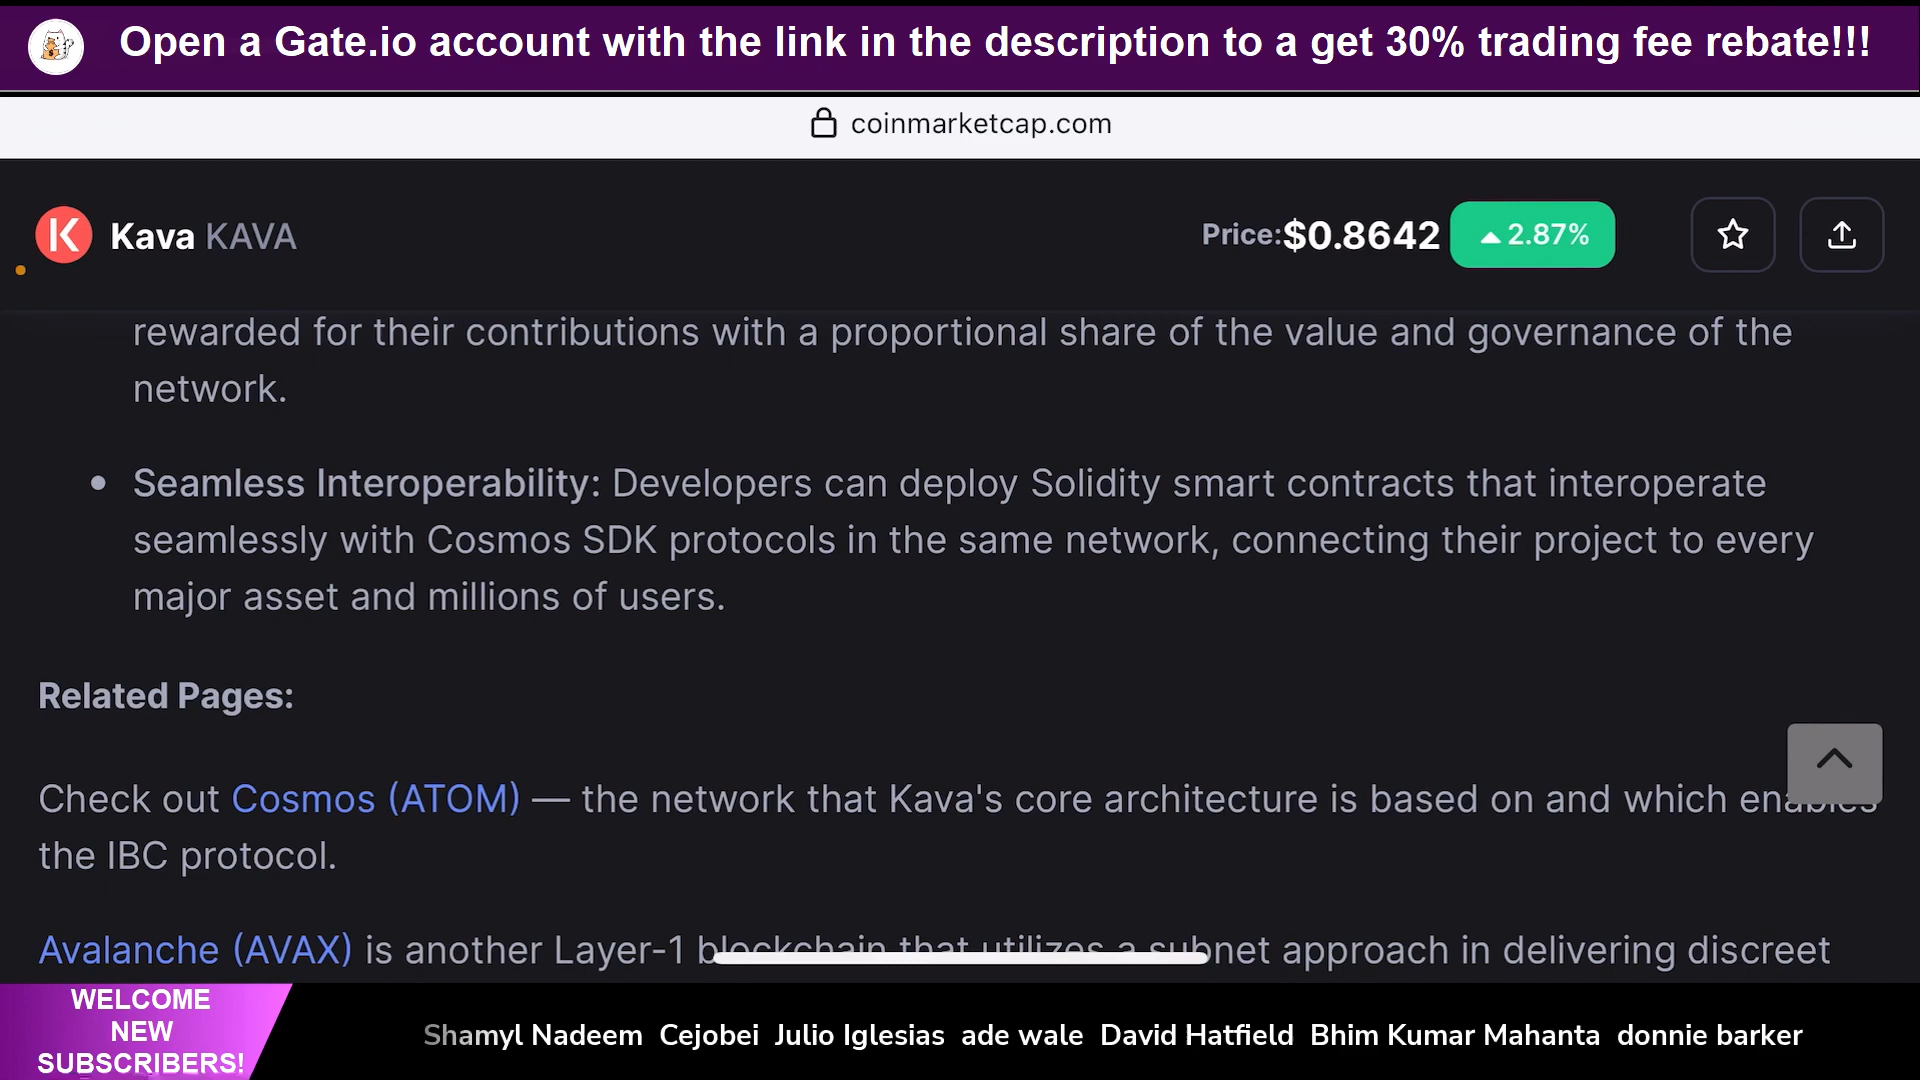 Open a Gate.io account with the link in the description to a get 30% trading fee rebate!!!
coinmarketcap.com
Kava KAVA
Price:$0.8642 2.87%
rewarded for their contributions with a proportional share of the value and governance of the
network.
• Seamless Interoperability: Developers can deploy Solidity smart contracts that interoperate
seamlessly with Cosmos SDK protocols in the same network, connecting their project to every
major asset and millions of users.
Related Pages:
Check out Cosmos (ATOM) — the network that Kava's core architecture is based on and which enables
the IBC protocol.
Avalanche (AVAX) is another Layer-1 blockchain that utilizes a subnet approach in delivering discreet
WELCOME
NEW
SUBSCRIBERS!
Shamyl Nadeem Cejobei Julio Iglesias ade wale David Hatfield Bhim Kumar Mahanta donnie barker